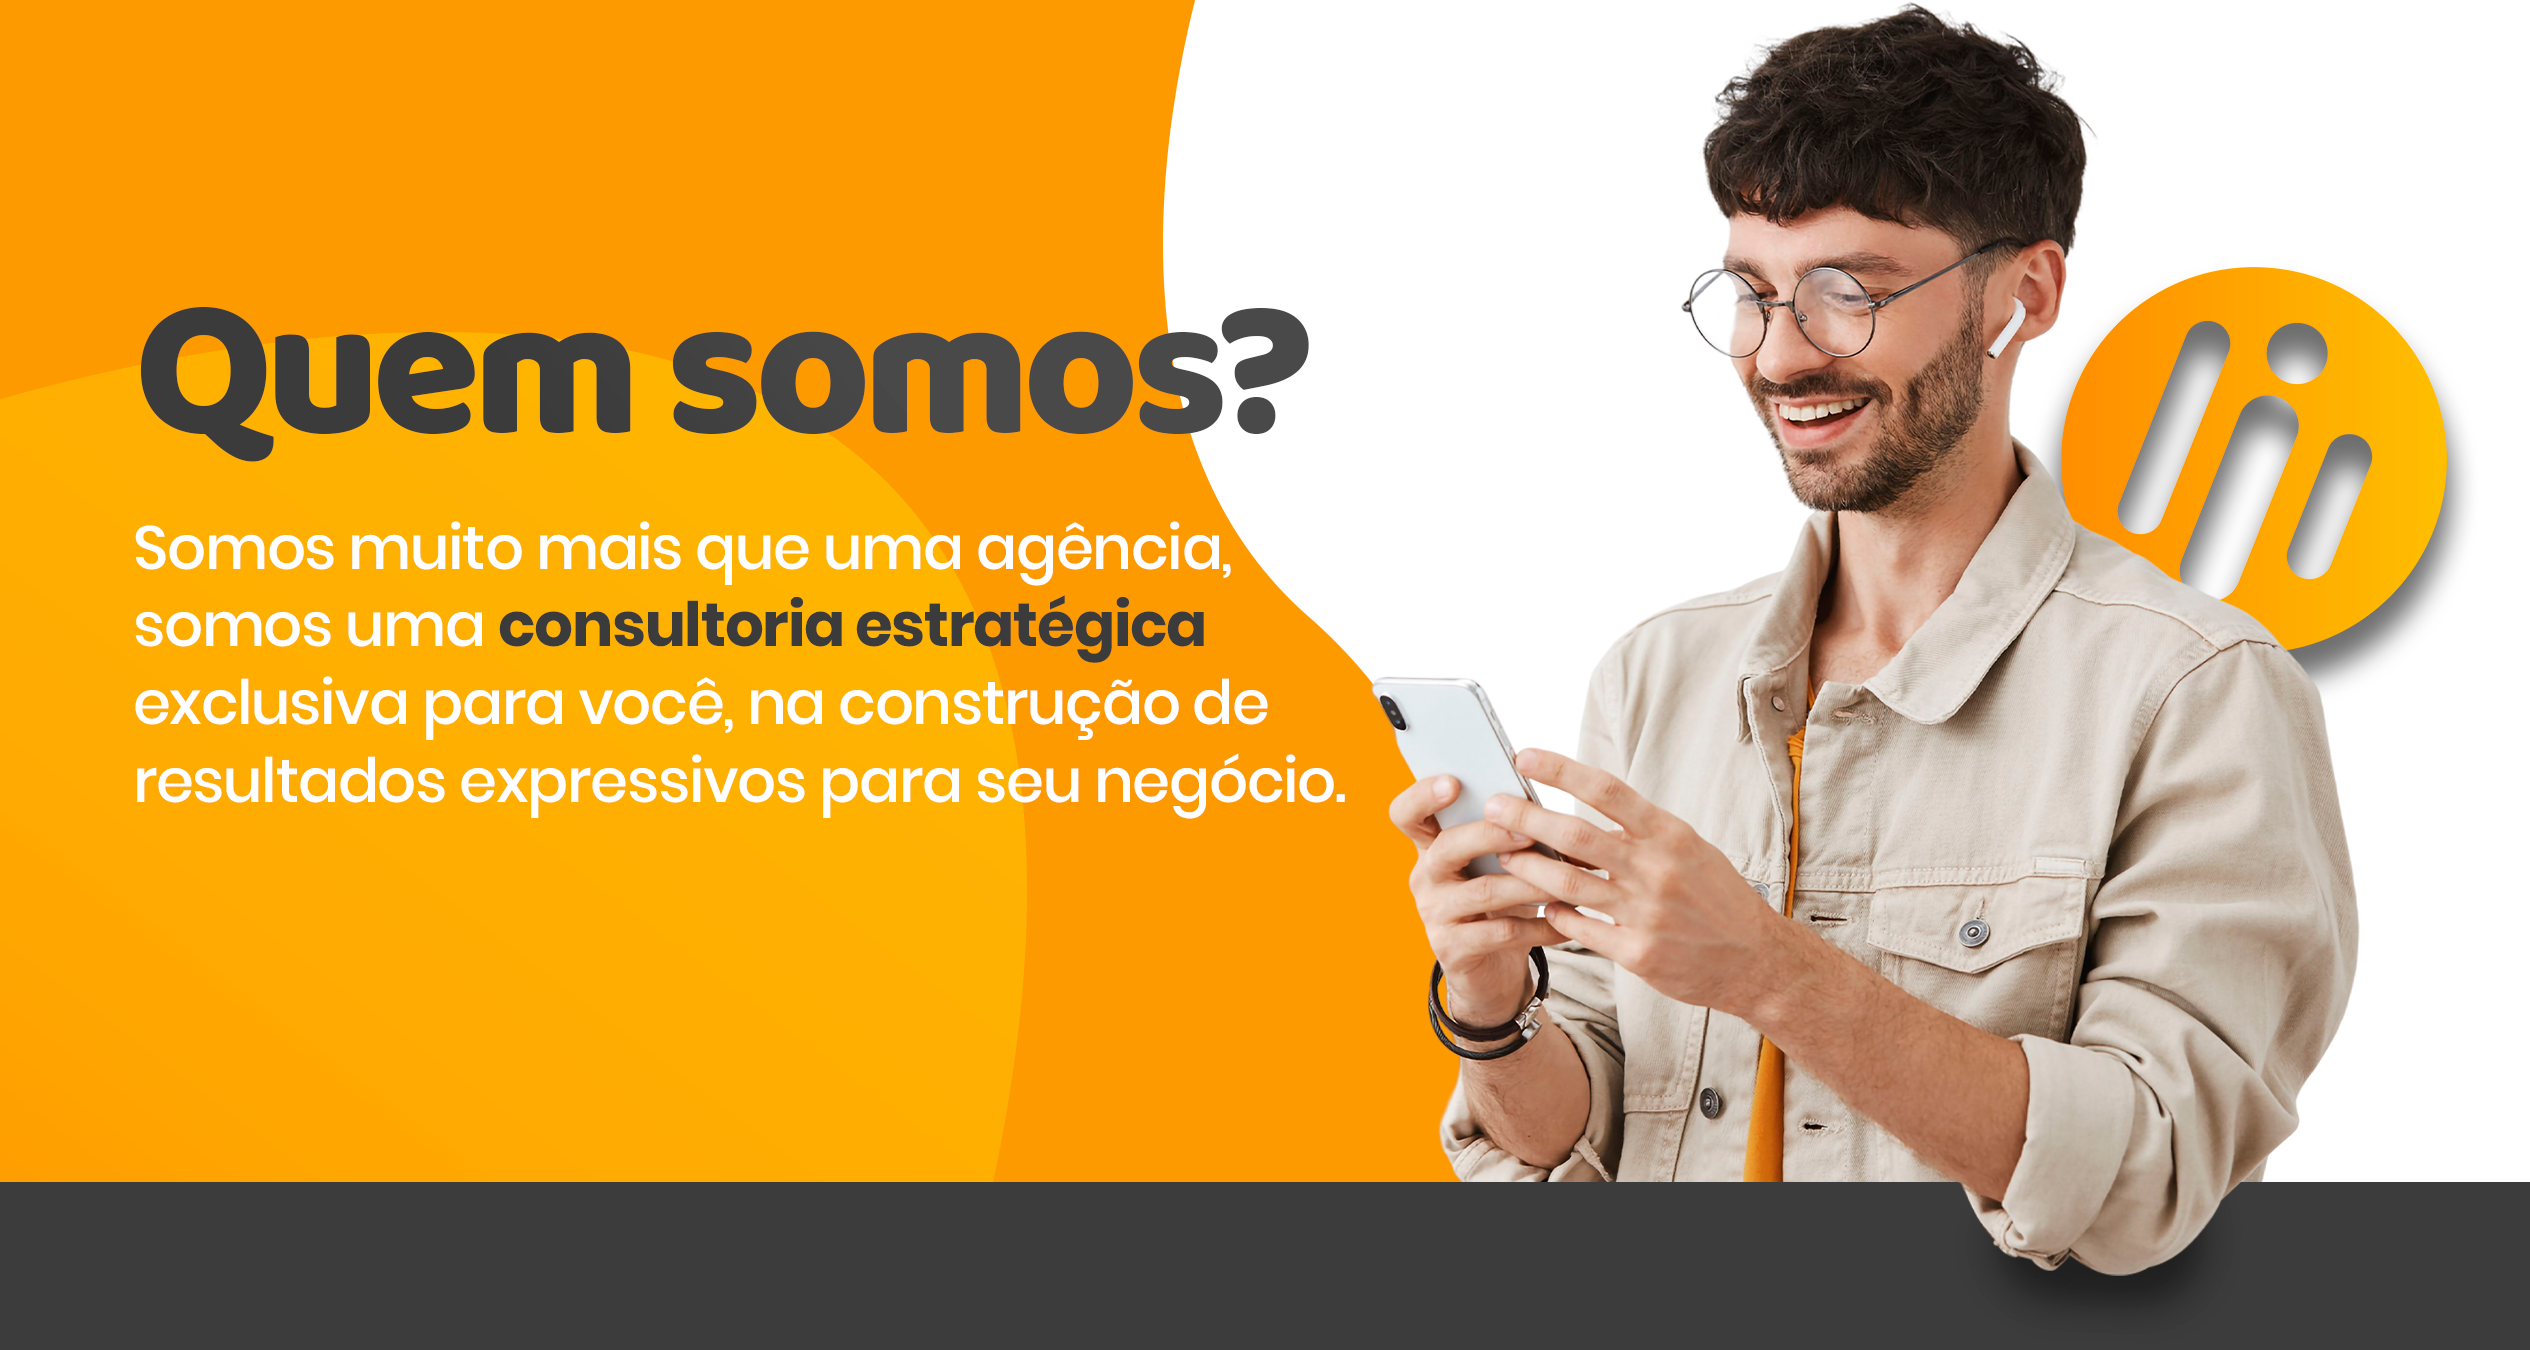 Quem somos?
Somos muito mais que uma agência,
somos uma consultoria estratégica
exclusiva para você, na construção de
resultados expressivos para seu negócio.